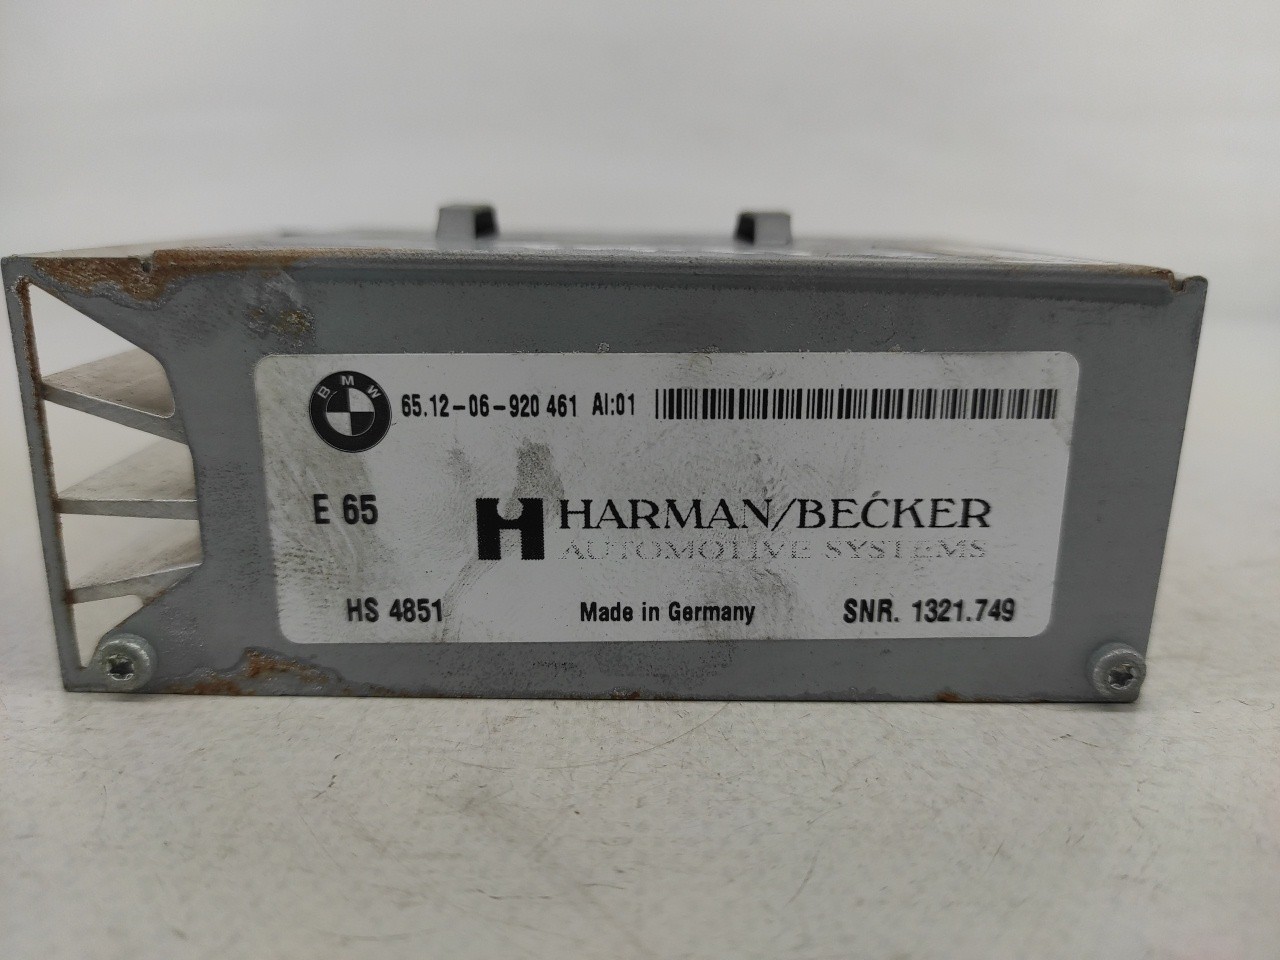 BMW 65.12-06-920 461 AI:01
E 65
HARMAN/BECKER
AUTOMOTIVE SYSTEMS
HS 4851 Made in Germany SNR. 1321.749